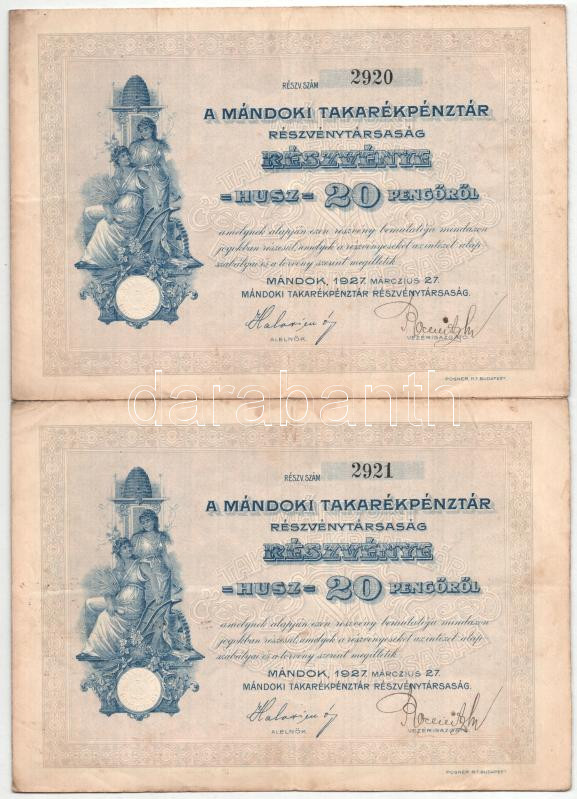 RÉSZV. SZÁM 2920
A MÁNDOKI TAKARÉKPÉNZTÁR
RÉSZVÉNYTÁRSASÁG
RÉSZVÉNYE
=HUSZ= 20 PENGŐRŐL
amelynek alapján ezen részvény bemutatója mindazon
jogokban részesül, amelyek a részvényeseket az intézet alap-
szabályai és a törvény szerint megilletik.
MÁNDOK, 1927. MÁRCZIUS 27.
MÁNDOKI TAKARÉKPÉNZTÁR RÉSZVÉNYTÁRSASÁG.
ALELNÖK.
VEZÉRIGAZGATÓ.
POSNER R.T. BUDAPEST.
darabanth
RÉSZV. SZÁM 2921
A MÁNDOKI TAKARÉKPÉNZTÁR
RÉSZVÉNYTÁRSASÁG
RÉSZVÉNYE
=HUSZ= 20 PENGŐRŐL
amelynek alapján ezen részvény bemutatója mindazon
jogokban részesül, amelyek a részvényeseket az intézet alap-
szabályai és a törvény szerint megilletik.
MÁNDOK, 1927. MÁRCZIUS 27.
MÁNDOKI TAKARÉKPÉNZTÁR RÉSZVÉNYTÁRSASÁG.
ALELNÖK.
VEZÉRIGAZGATÓ.
POSNER R.T. BUDAPEST.